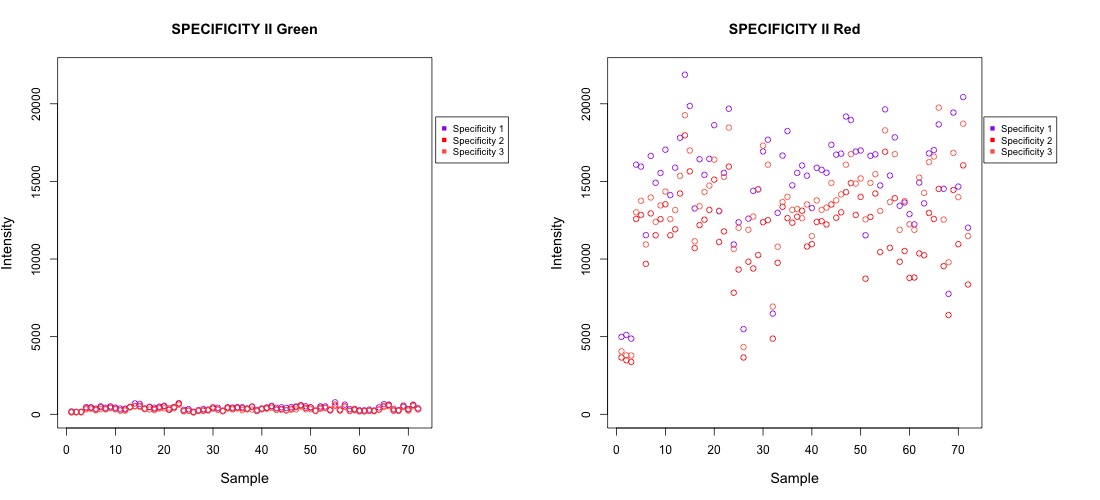 SPECIFICITY II Green
Intensity
0
5000
10000
15000
20000
0 10 20 30 40 50 60 70
Sample
Specificity 1
Specificity 2
Specificity 3
SPECIFICITY II Red
Intensity
0
5000
10000
15000
20000
0 10 20 30 40 50 60 70
Sample
Specificity 1
Specificity 2
Specificity 3